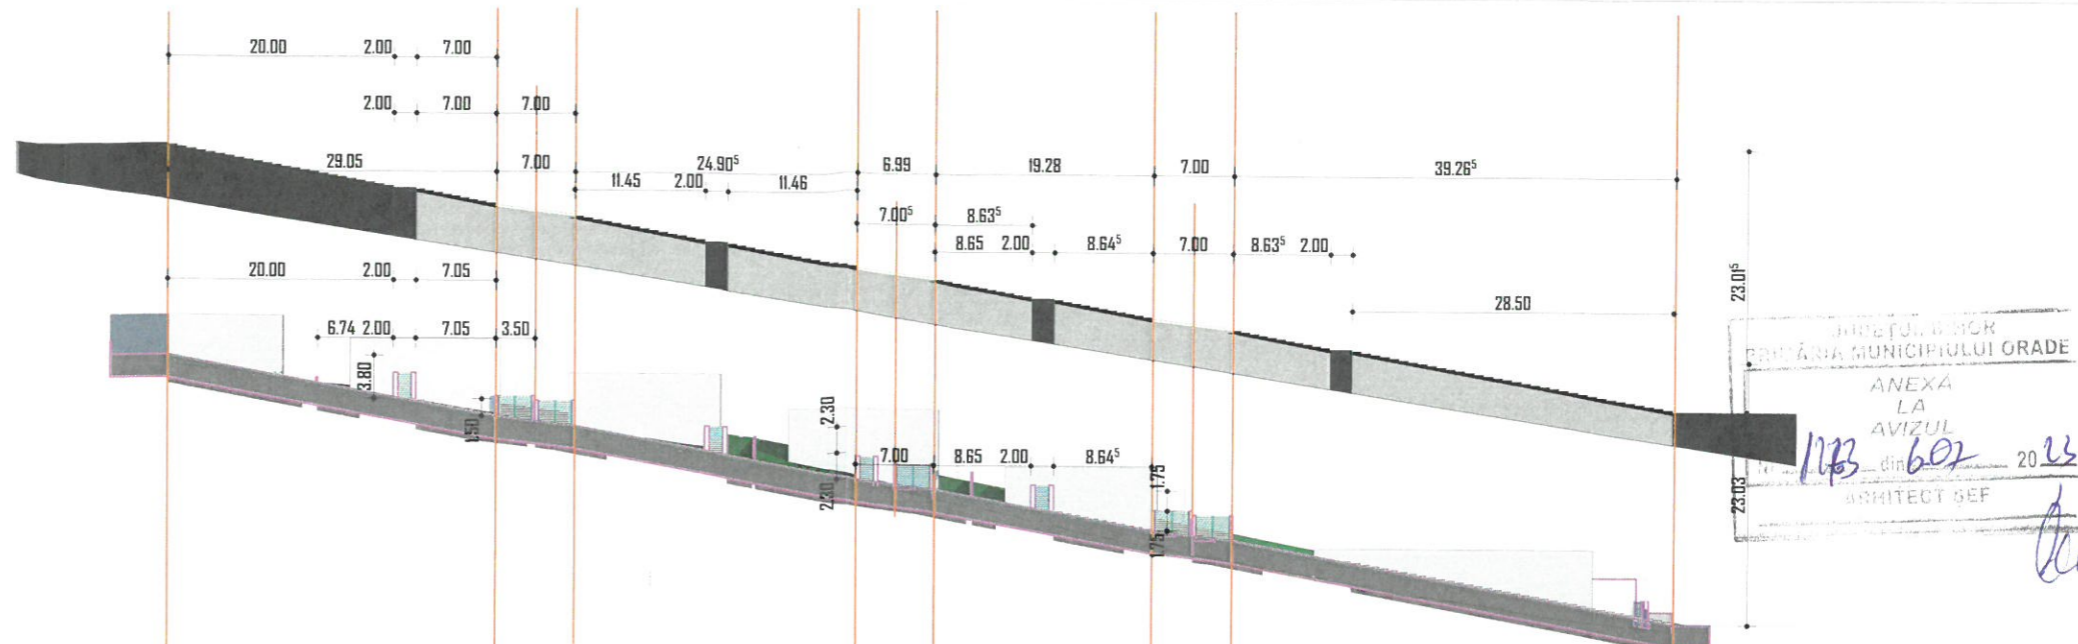 20.00 2.00 7.00
2.00 7.00 7.00
29.05 7.00 24.90⁵ 6.99 19.28 7.00 39.26⁵
11.45 2.00 11.46
7.00⁵ 8.63⁵
8.65 2.00 8.64⁵ 7.00 8.63⁵ 2.00
20.00 2.00 7.05
28.50
23.01⁵
6.74 2.00 7.05 3.50
3.80
1.50
2.30
2.30
7.00 8.65 2.00 8.64⁵
1.75
1.75
23.03
JUDEȚUL BIHOR
PRIMĂRIA MUNICIPIULUI ORADE
ANEXĂ
LA
AVIZUL
din 20 23
ARHITECT ȘEF